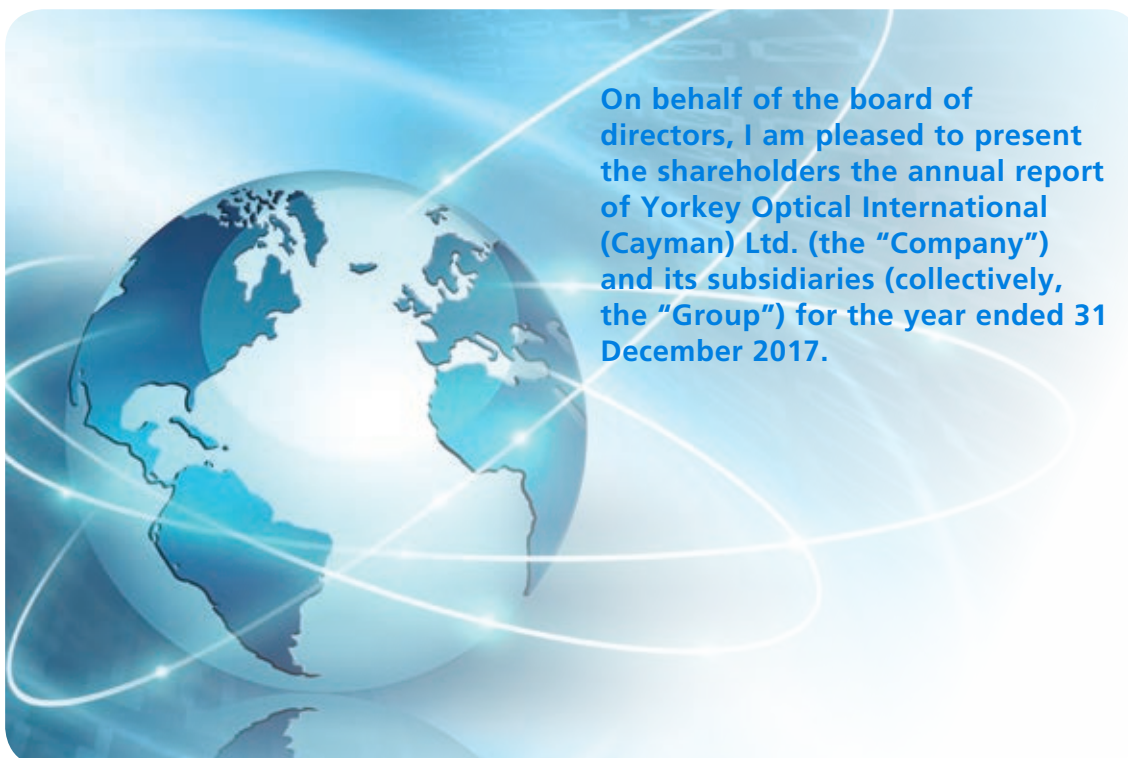 On behalf of the board of
directors, I am pleased to present
the shareholders the annual report
of Yorkey Optical International
(Cayman) Ltd. (the “Company”)
and its subsidiaries (collectively,
the “Group”) for the year ended 31
December 2017.